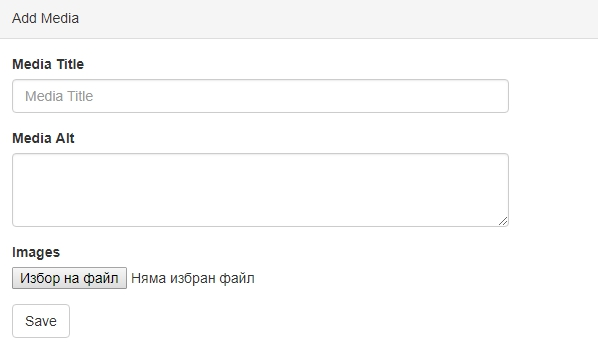 Add Media
Media Title
Media Title
Media Alt
Images
Избор на файл Няма избран файл
Save